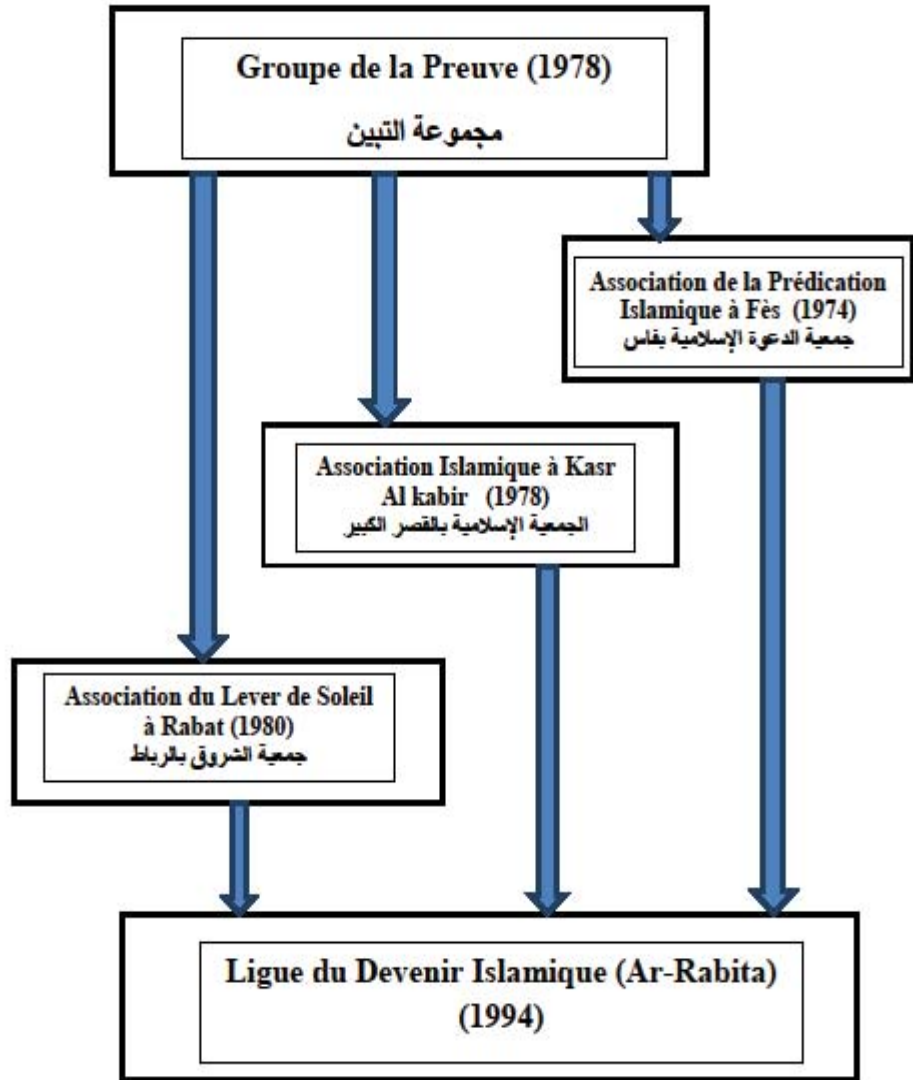 Groupe de la Preuve (1978)
مجموعة التبين
Association de la Prédication
Islamique à Fès (1974)
جمعية الدعوة الإسلامية بفاس
Association Islamique à Kasr
Al kabir (1978)
الجمعية الإسلامية بالقصر الكبير
Association du Lever de Soleil
à Rabat (1980)
جمعية الشروق بالرباط
Ligue du Devenir Islamique (Ar-Rabita)
(1994)